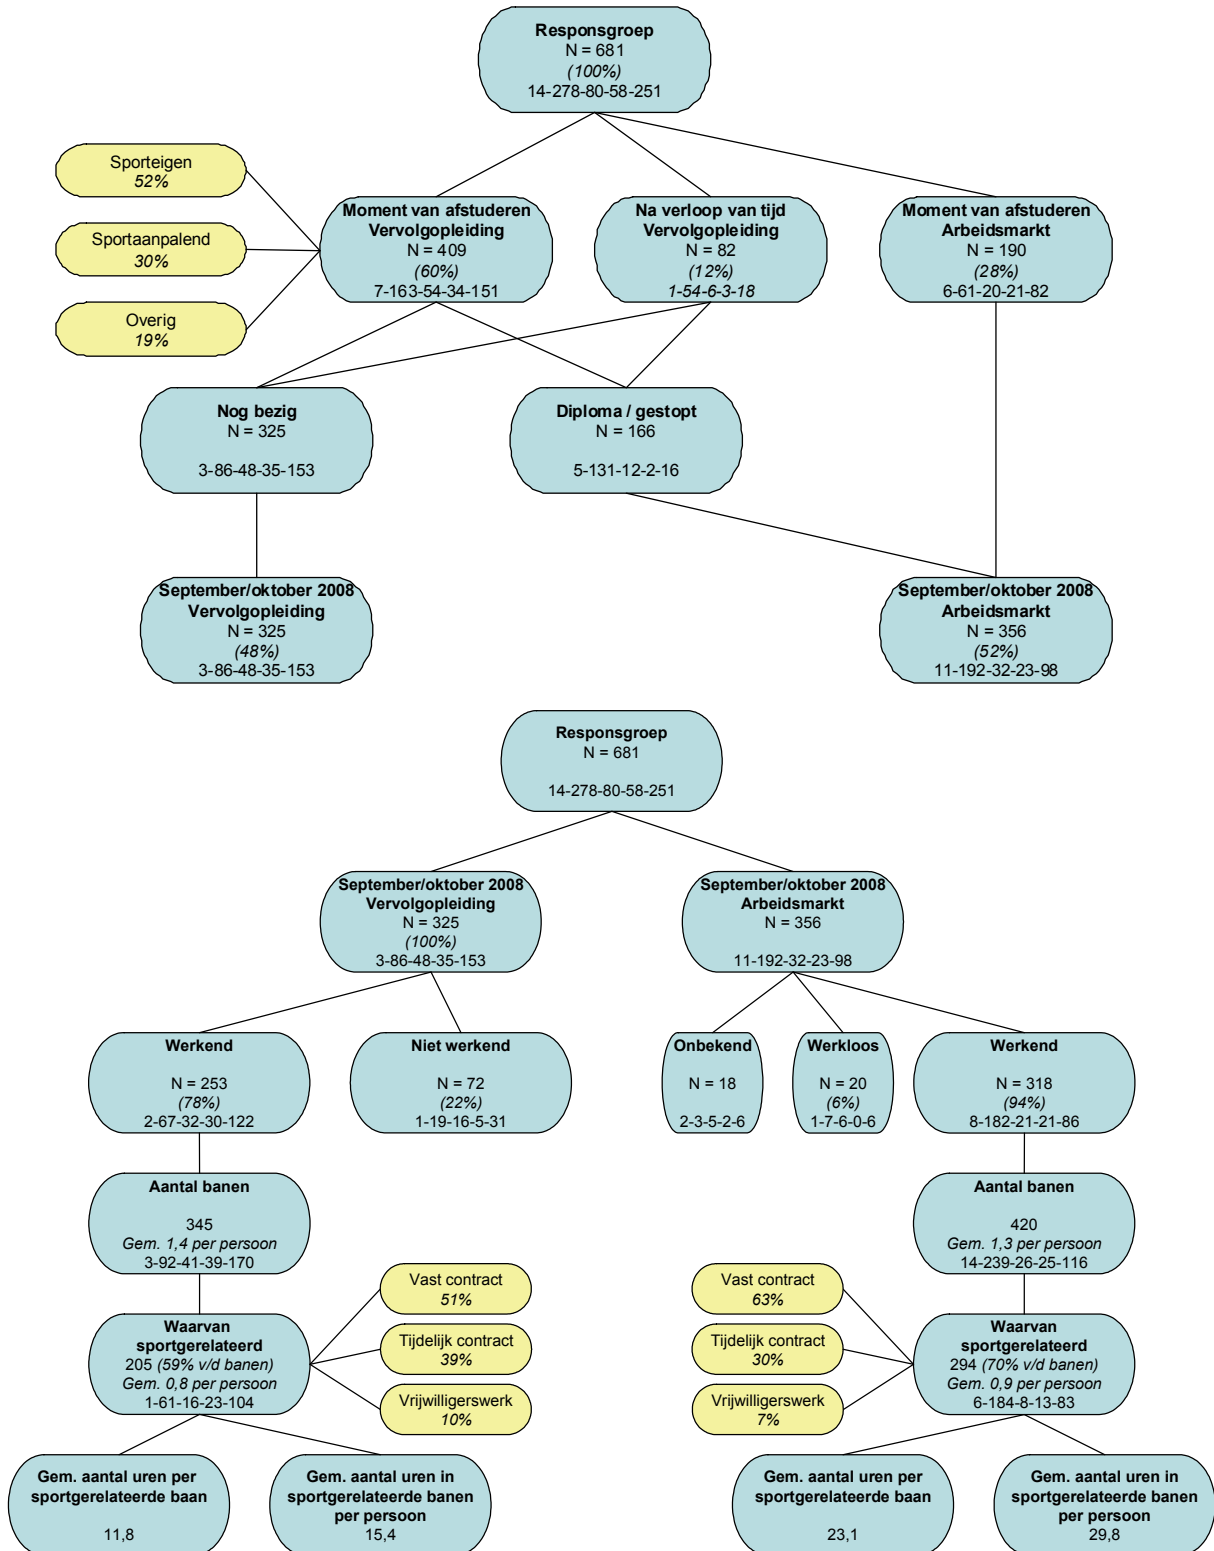 Responsgroep
N = 681
(100%)
14-278-80-58-251
Sporteigen
52%
Sportaanpalend
30%
Overig
19%
Moment van afstuderen
Vervolgopleiding
N = 409
(60%)
7-163-54-34-151
Na verloop van tijd
Vervolgopleiding
N = 82
(12%)
1-54-6-3-18
Moment van afstuderen
Arbeidsmarkt
N = 190
(28%)
6-61-20-21-82
Nog bezig
N = 325
3-86-48-35-153
Diploma / gestopt
N = 166
5-131-12-2-16
September/oktober 2008
Vervolgopleiding
N = 325
(48%)
3-86-48-35-153
September/oktober 2008
Arbeidsmarkt
N = 356
(52%)
11-192-32-23-98
Responsgroep
N = 681
14-278-80-58-251
September/oktober 2008
Vervolgopleiding
N = 325
(100%)
3-86-48-35-153
September/oktober 2008
Arbeidsmarkt
N = 356
11-192-32-23-98
Werkend
N = 253
(78%)
2-67-32-30-122
Niet werkend
N = 72
(22%)
1-19-16-5-31
Onbekend
N = 18
2-3-5-2-6
Werkloos
N = 20
(6%)
1-7-6-0-6
Werkend
N = 318
(94%)
8-182-21-21-86
Aantal banen
345
Gem. 1,4 per persoon
3-92-41-39-170
Aantal banen
420
Gem. 1,3 per persoon
14-239-26-25-116
Vast contract
51%
Tijdelijk contract
39%
Vrijwilligerswerk
10%
Vast contract
63%
Tijdelijk contract
30%
Vrijwilligerswerk
7%
Waarvan
sportgerelateerd
205 (59% v/d banen)
Gem. 0,8 per persoon
1-61-16-23-104
Waarvan
sportgerelateerd
294 (70% v/d banen)
Gem. 0,9 per persoon
6-184-8-13-83
Gem. aantal uren per
sportgerelateerde baan
11,8
Gem. aantal uren in
sportgerelateerde banen
per persoon
15,4
Gem. aantal uren per
sportgerelateerde baan
23,1
Gem. aantal uren in
sportgerelateerde banen
per persoon
29,8